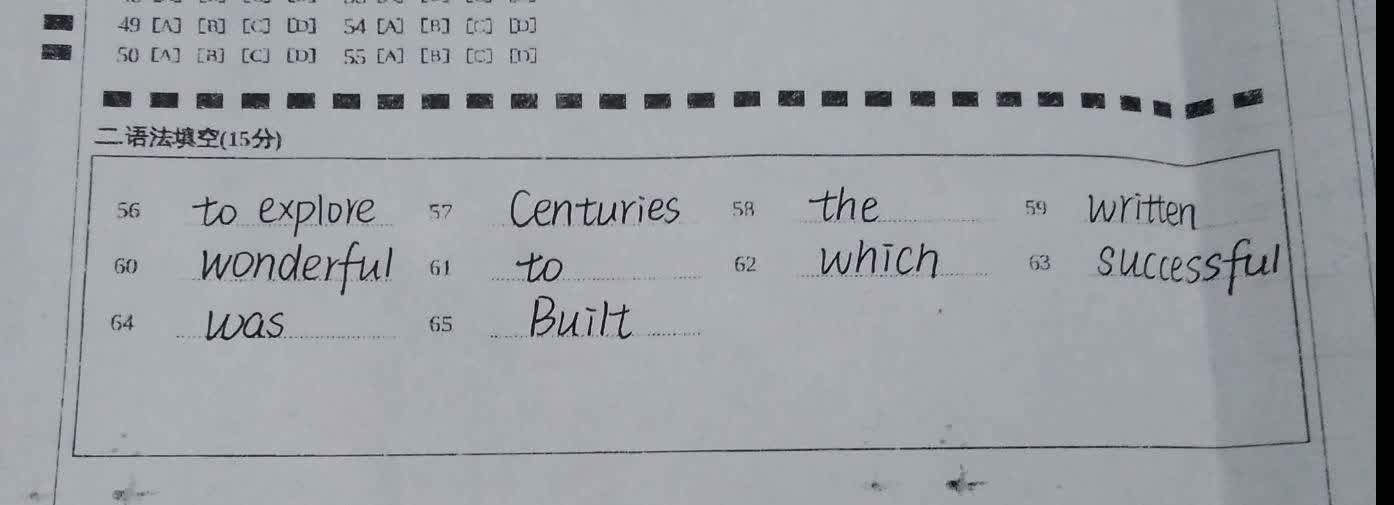 49 [A] [B] [C] [D] 54 [A] [B] [C] [D]
50 [A] [B] [C] [D] 55 [A] [B] [C] [D]
二.语法填空(15分)
56 to explore 57 Centuries 58 the 59 written
60 wonderful 61 to 62 which 63 successful
64 was 65 Built